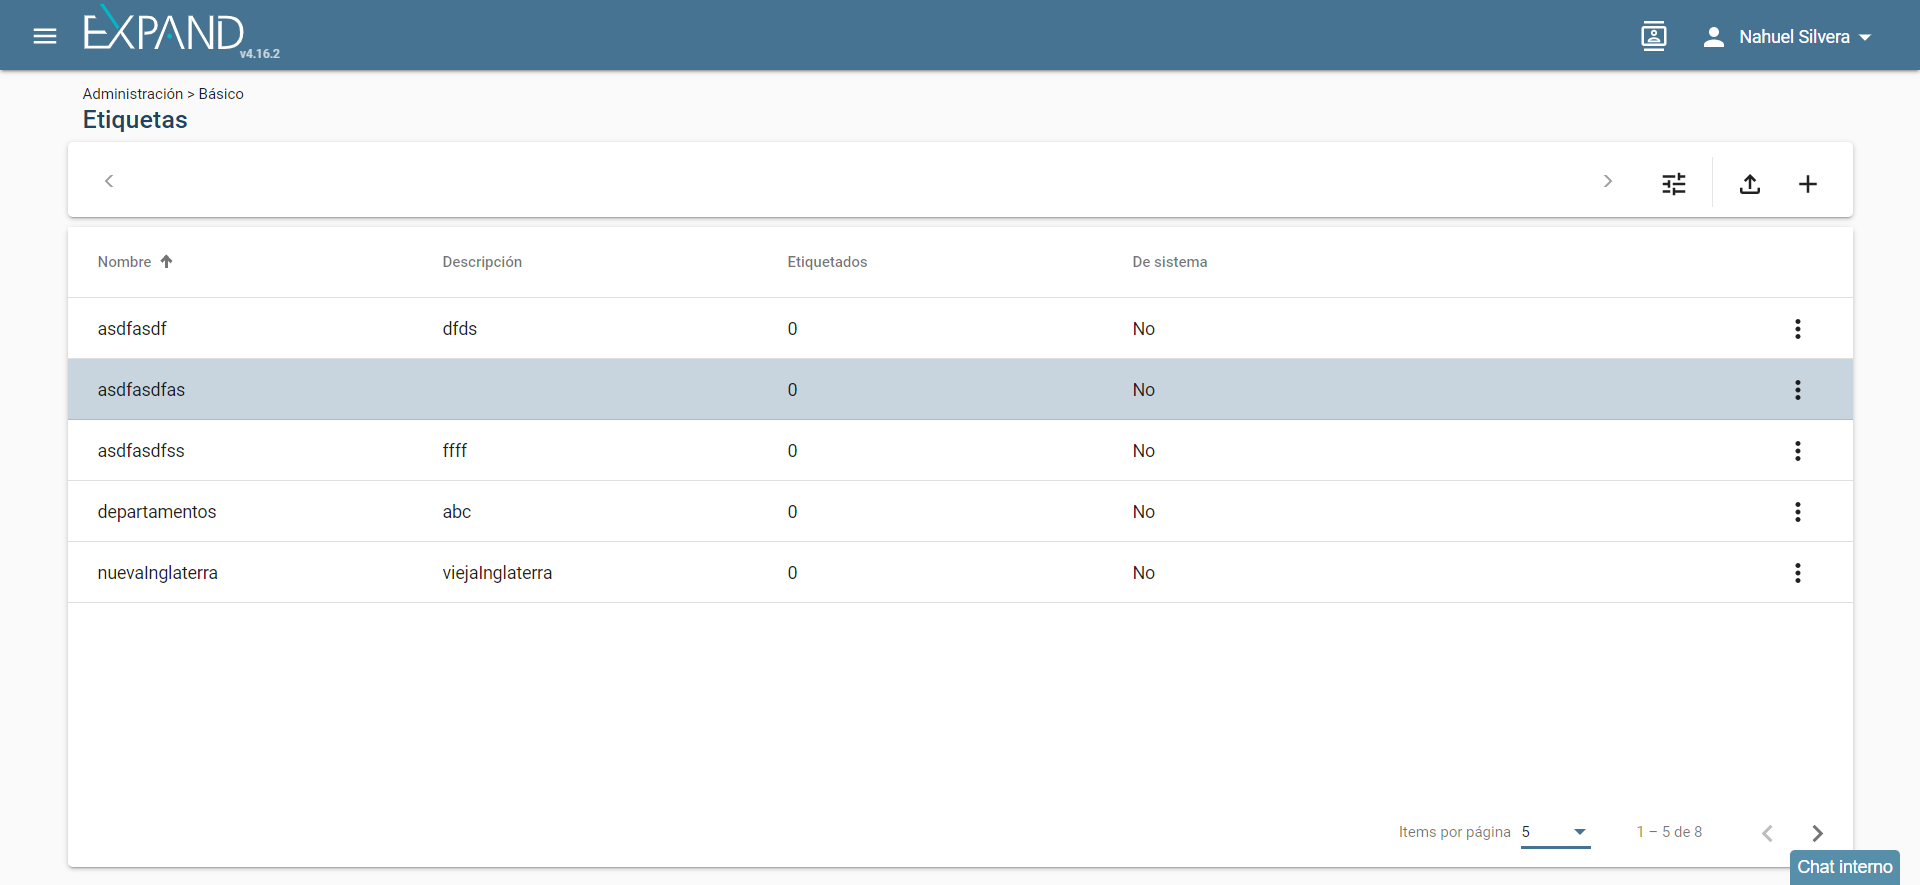 EXPAND
v4.16.2
Nahuel Silvera
Administración > Básico
Etiquetas
Nombre Descripción Etiquetados De sistema
asdfasdf dfds 0 No
asdfasdfas 0 No
asdfasdfss ffff 0 No
departamentos abc 0 No
nuevaInglaterra viejaInglaterra 0 No
Items por página 5 1 – 5 de 8
Chat interno